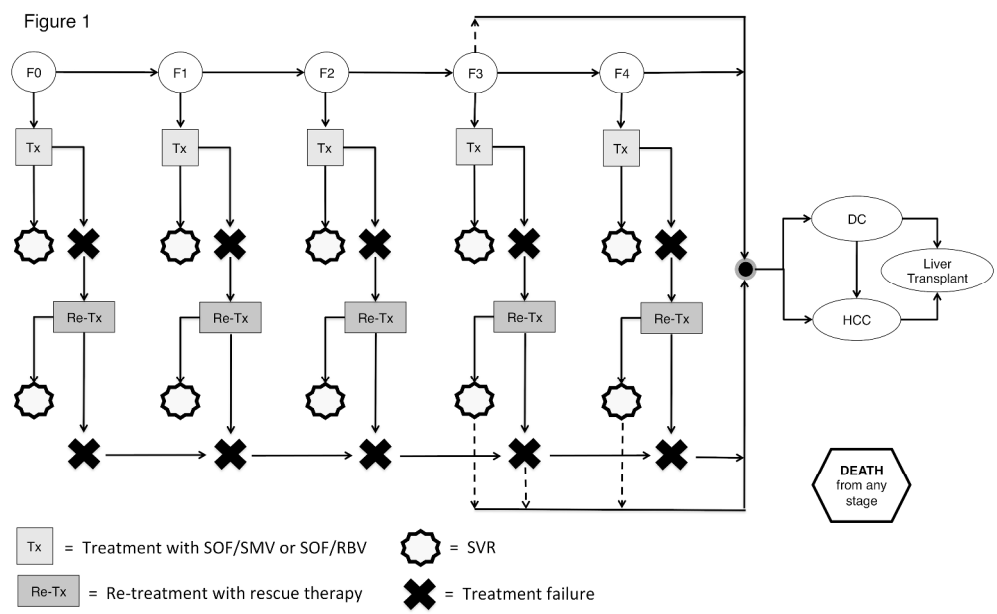 Figure 1
F0
F1
F2
F3
F4
Tx
Tx
Tx
Tx
Tx
DC
Liver
Transplant
HCC
Re-Tx
Re-Tx
Re-Tx
Re-Tx
Re-Tx
DEATH
from any
stage
Tx = Treatment with SOF/SMV or SOF/RBV
= SVR
Re-Tx = Re-treatment with rescue therapy
= Treatment failure